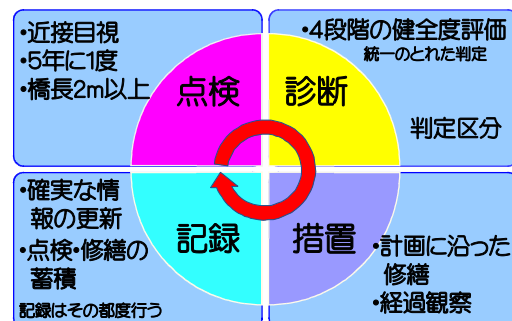 ・近接目視
・5年に1度
・橋長2m以上
点検
・4段階の健全度評価
統一のとれた判定
診断
判定区分
・確実な情
報の更新
・点検・修繕の
蓄積
記録はその都度行う
記録
措置
・計画に沿った
修繕
・経過観察